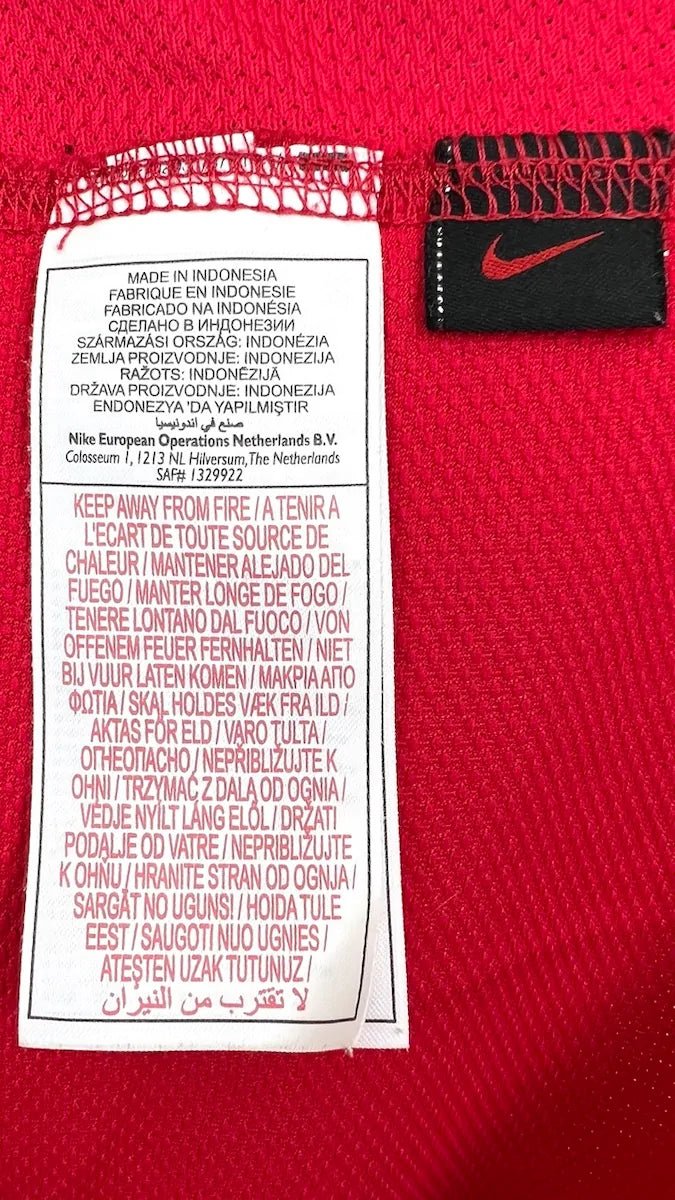 MADE IN INDONESIA
FABRIQUE EN INDONESIE
FABRICADO NA INDONÉSIA
СДЕЛАНО В ИНДОНЕЗИИ
SZÁRMAZÁSI ORSZÁG: INDONÉZIA
ZEMLJA PROIZVODNJE: INDONEZIJA
RAŽOTS: INDONĒZIJĀ
DRŽAVA PROIZVODNJE: INDONEZIJA
ENDONEZYA 'DA YAPILMIŞTIR
صنع في اندونيسيا
Nike European Operations Netherlands B.V.
Colosseum 1, 1213 NL Hilversum, The Netherlands
SAF# 1329922
KEEP AWAY FROM FIRE / A TENIR A
L'ECART DE TOUTE SOURCE DE
CHALEUR / MANTENER ALEJADO DEL
FUEGO / MANTER LONGE DE FOGO /
TENERE LONTANO DAL FUOCO / VON
OFFENEM FEUER FERNHALTEN / NIET
BIJ VUUR LATEN KOMEN / ΜΑΚΡΙΑ ΑΠΟ
ΦΩΤΙΑ / SKAL HOLDES VÆK FRA ILD /
AKTAS FÖR ELD / VARO TULTA /
ОГНЕОПАСНО / NEPŘIBLIŽUJTE K
OHNI / TRZYMAĆ Z DALA OD OGNIA /
VEDJE NYÍLT LÁNG ELŐL / DRŽATI
PODALJE OD VATRE / NEPRIBLIŽUJTE
K OHŇU / HRANITE STRAN OD OGNJA /
SARGĀT NO UGUNS! / HOIDA TULE
EEST / SAUGOTI NUO UGNIES /
ATEŞTEN UZAK TUTUNUZ /
لا تقترب من النيران